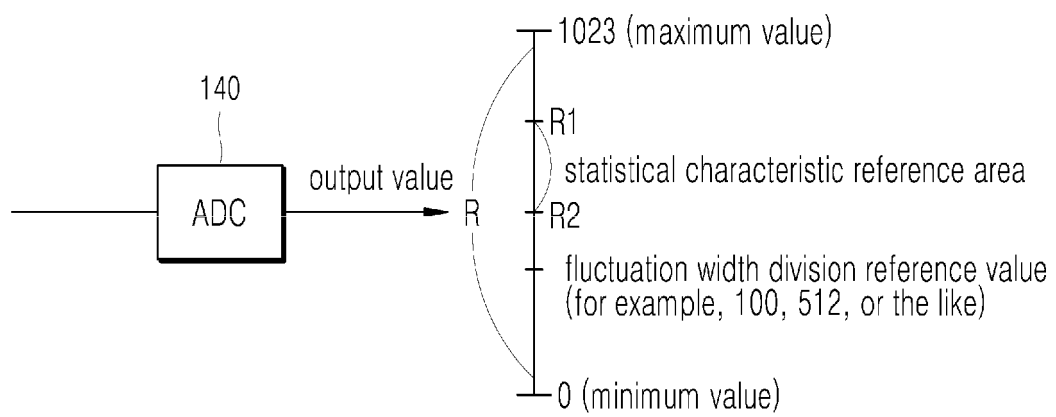 1023 (maximum value)
140
R1
output value
statistical characteristic reference area
ADC
R
R2
fluctuation width division reference value
(for example, 100, 512, or the like)
0 (minimum value)